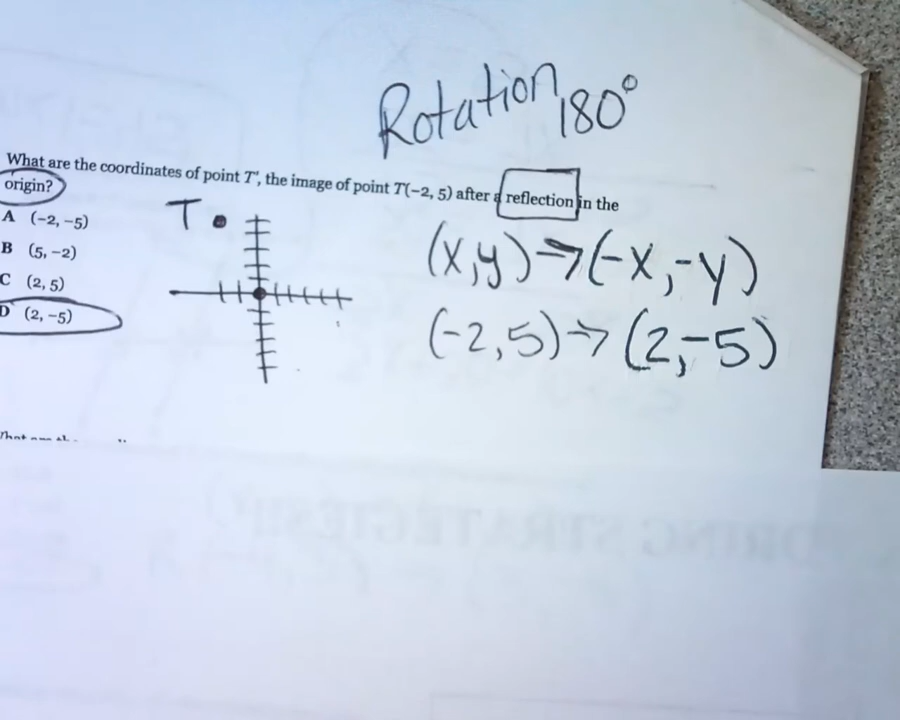 Rotation 180°
What are the coordinates of point T', the image of point T(−2, 5) after a reflection in the
origin?
A (−2, −5)
B (5, −2)
C (2, 5)
D (2, −5)
T
(x,y)→(-x,-y)
(-2,5)→(2,-5)